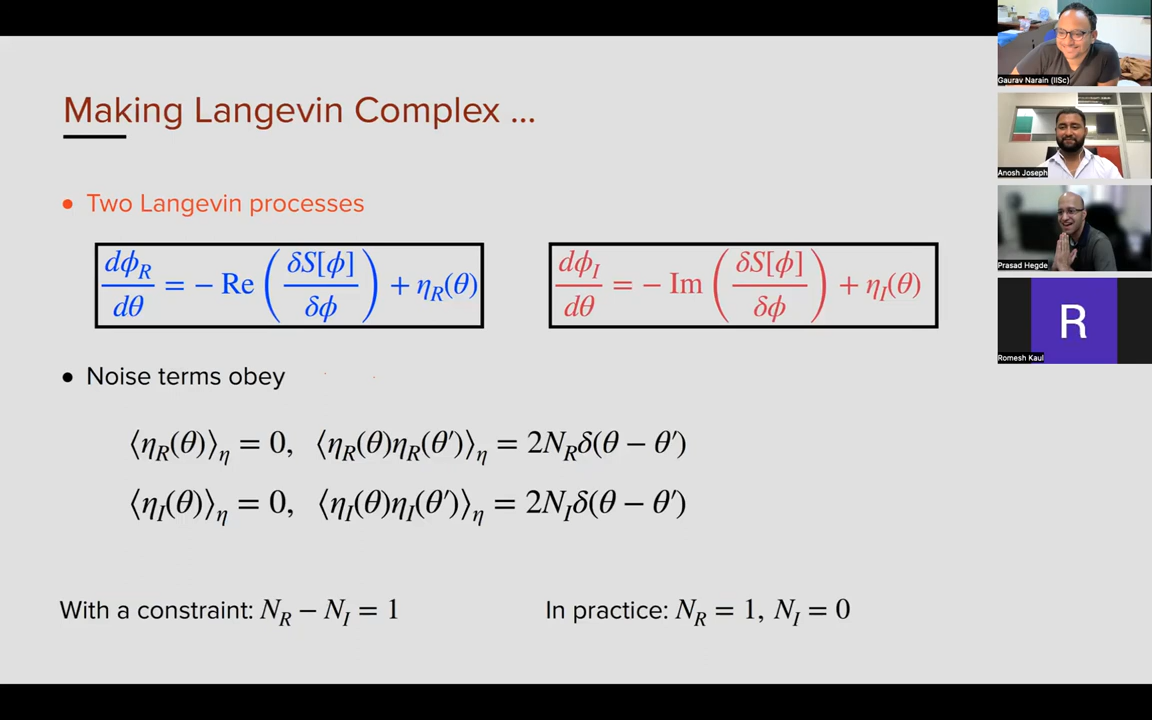 Making Langevin Complex ...
• Two Langevin processes
dϕ_R/dθ = − Re (δS[ϕ]/δϕ) + η_R(θ)
dϕ_I/dθ = − Im (δS[ϕ]/δϕ) + η_I(θ)
• Noise terms obey
⟨η_R(θ)⟩_η = 0, ⟨η_R(θ)η_R(θ′)⟩_η = 2N_Rδ(θ − θ′)
⟨η_I(θ)⟩_η = 0, ⟨η_I(θ)η_I(θ′)⟩_η = 2N_Iδ(θ − θ′)
With a constraint: N_R − N_I = 1
In practice: N_R = 1, N_I = 0
Gaurav Narain (IISc)
Anosh Joseph
Prasad Hegde
R
Romesh Kaul